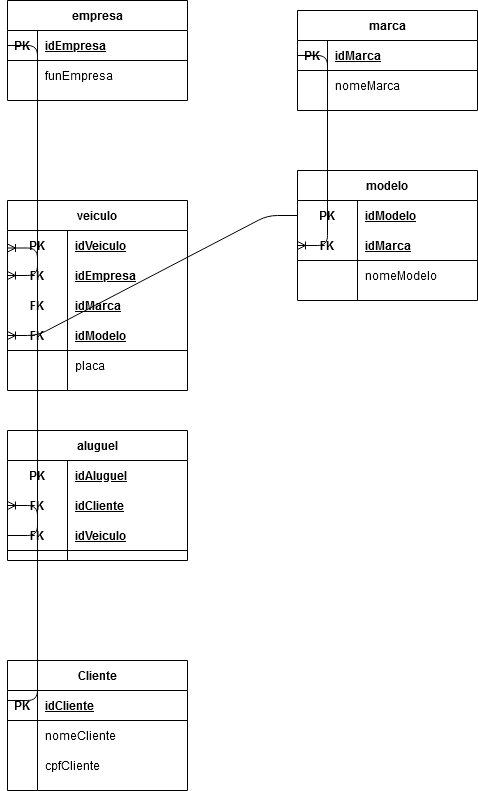 empresa
PK idEmpresa
funEmpresa
marca
PK idMarca
nomeMarca
veiculo
PK idVeiculo
FK idEmpresa
FK idMarca
FK idModelo
placa
modelo
PK idModelo
FK idMarca
nomeModelo
aluguel
PK idAluguel
FK idCliente
FK idVeiculo
Cliente
PK idCliente
nomeCliente
cpfCliente